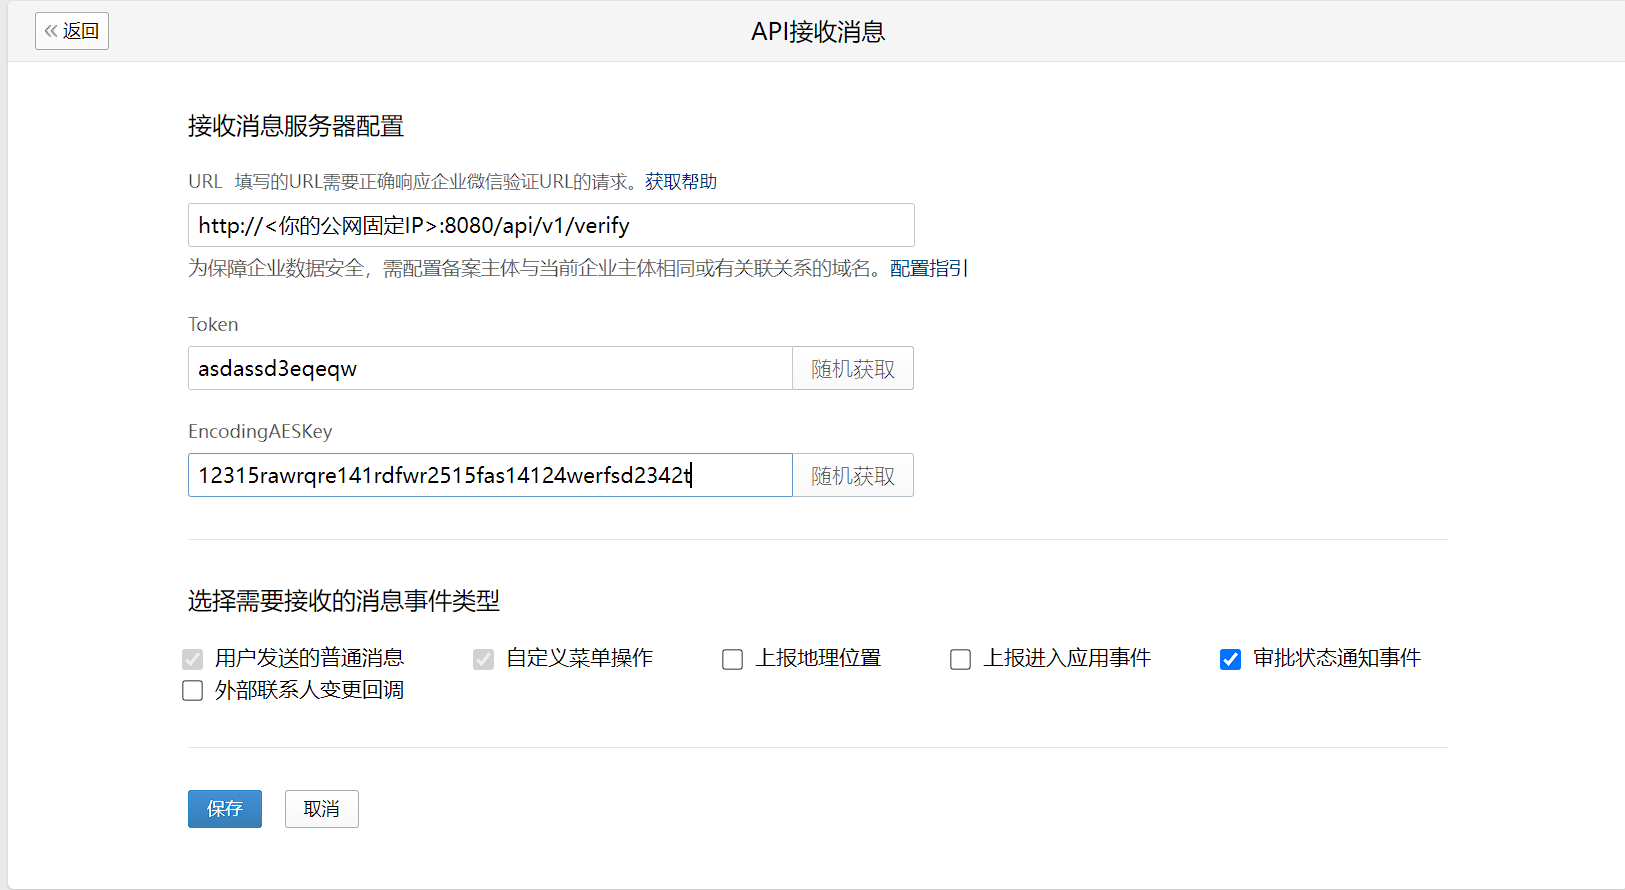 « 返回
API接收消息
接收消息服务器配置
URL 填写的URL需要正确响应企业微信验证URL的请求。获取帮助
http://<你的公网固定IP>:8080/api/v1/verify
为保障企业数据安全，需配置备案主体与当前企业主体相同或有关联关系的域名。配置指引
Token
asdassd3eqeqw 随机获取
EncodingAESKey
12315rawrqre141rdfwr2515fas14124werfsd2342t 随机获取
选择需要接收的消息事件类型
用户发送的普通消息 自定义菜单操作 上报地理位置 上报进入应用事件 审批状态通知事件
外部联系人变更回调
保存 取消